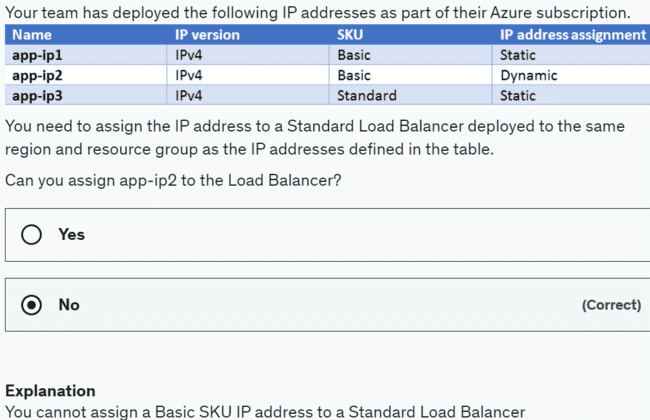 Your team has deployed the following IP addresses as part of their Azure subscription.
Name IP version SKU IP address assignment
app-ip1 IPv4 Basic Static
app-ip2 IPv4 Basic Dynamic
app-ip3 IPv4 Standard Static
You need to assign the IP address to a Standard Load Balancer deployed to the same
region and resource group as the IP addresses defined in the table.
Can you assign app-ip2 to the Load Balancer?
Yes
No (Correct)
Explanation
You cannot assign a Basic SKU IP address to a Standard Load Balancer